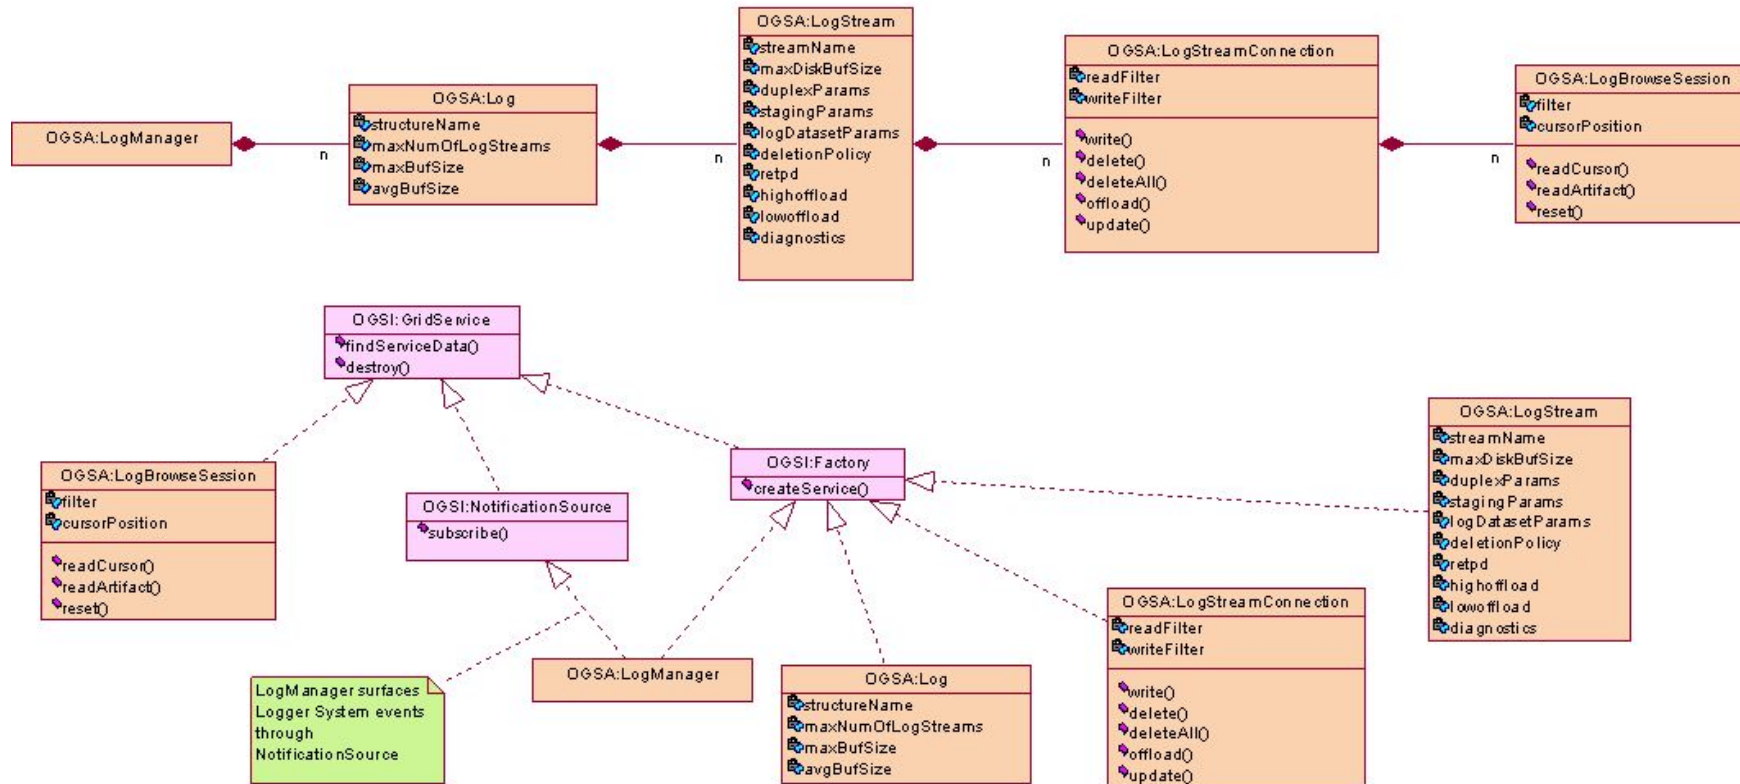 OGSA:LogManager
n
OGSA:Log
structureName
maxNumOfLogStreams
maxBufSize
avgBufSize
n
OGSA:LogStream
streamName
maxDiskBufSize
duplexParams
stagingParams
logDatasetParams
deletionPolicy
retpd
highoffload
lowoffload
diagnostics
n
OGSA:LogStreamConnection
readFilter
writeFilter
write()
delete()
deleteAll()
offload()
update()
n
OGSA:LogBrowseSession
filter
cursorPosition
readCursor()
readArtifact()
reset()
OGSI:GridService
findServiceData()
destroy()
OGSA:LogBrowseSession
filter
cursorPosition
readCursor()
readArtifact()
reset()
OGSI:NotificationSource
subscribe()
OGSI:Factory
createService()
OGSA:LogStream
streamName
maxDiskBufSize
duplexParams
stagingParams
logDatasetParams
deletionPolicy
retpd
highoffload
lowoffload
diagnostics
LogManager surfaces
Logger System events
through
NotificationSource
OGSA:LogManager
OGSA:Log
structureName
maxNumOfLogStreams
maxBufSize
avgBufSize
OGSA:LogStreamConnection
readFilter
writeFilter
write()
delete()
deleteAll()
offload()
update()